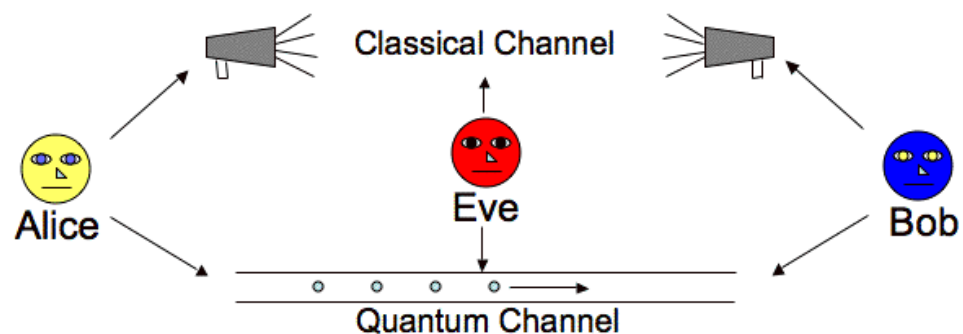 Classical Channel
Alice
Eve
Bob
Quantum Channel